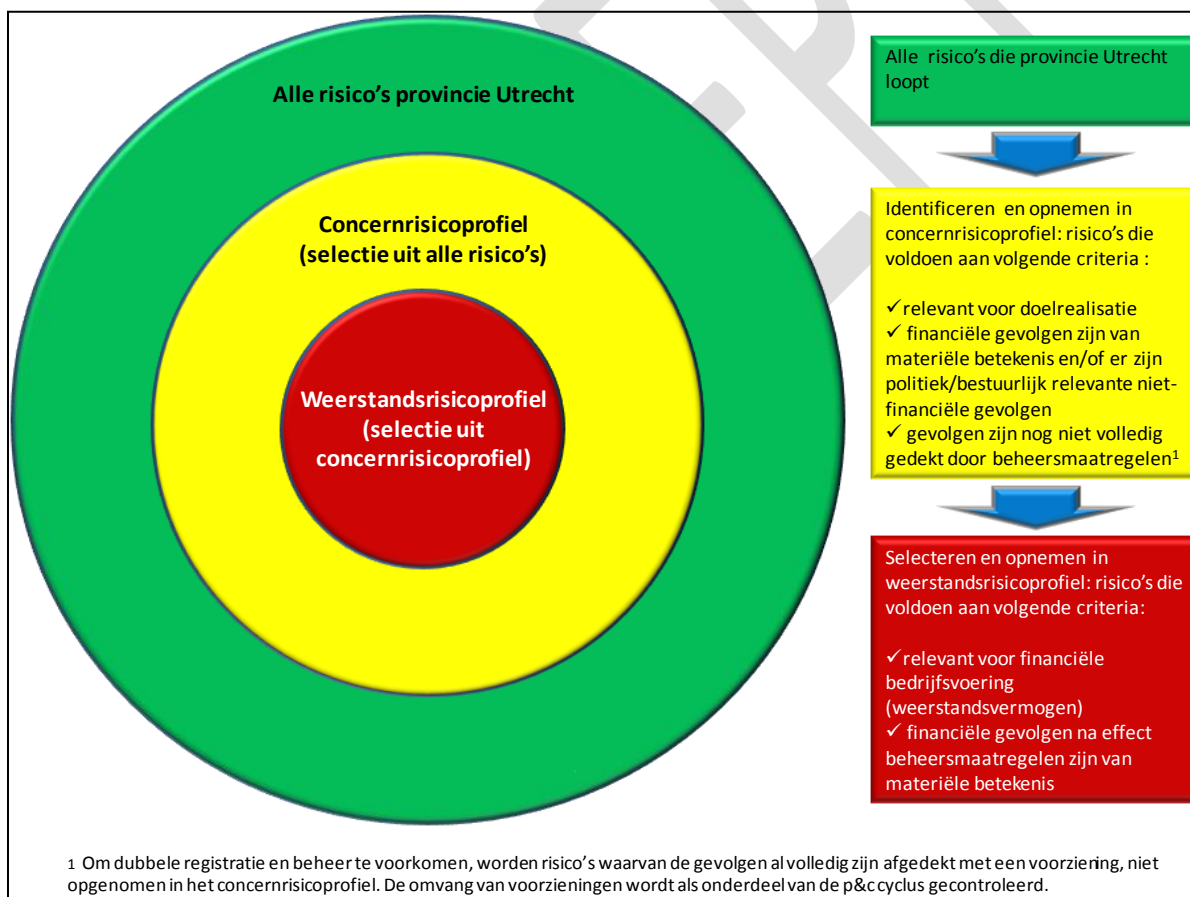 Alle risico's provincie Utrecht
Concernrisicoprofiel
(selectie uit alle risico's)
Weerstandsrisicoprofiel
(selectie uit
concernrisicoprofiel)
Alle risico's die provincie Utrecht
loopt
Identificeren en opnemen in
concernrisicoprofiel: risico's die
voldoen aan volgende criteria :
✓ relevant voor doelrealisatie
✓ financiële gevolgen zijn van
materiële betekenis en/of er zijn
politiek/bestuurlijk relevante niet-
financiële gevolgen
✓ gevolgen zijn nog niet volledig
gedekt door beheersmaatregelen¹
Selecteren en opnemen in
weerstandsrisicoprofiel: risico's die
voldoen aan volgende criteria:
✓ relevant voor financiële
bedrijfsvoering
(weerstandsvermogen)
✓ financiële gevolgen na effect
beheersmaatregelen zijn van
materiële betekenis
1 Om dubbele registratie en beheer te voorkomen, worden risico's waarvan de gevolgen al volledig zijn afgedekt met een voorziening, niet
opgenomen in het concernrisicoprofiel. De omvang van voorzieningen wordt als onderdeel van de p&c cyclus gecontroleerd.